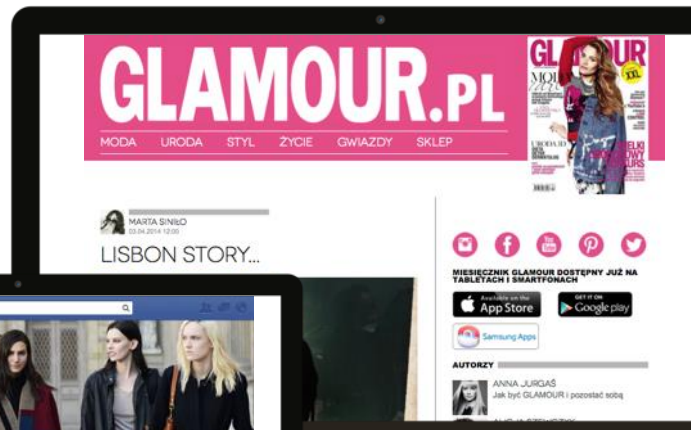 GLAMOUR.PL
MODA URODA STYL ŻYCIE GWIAZDY SKLEP
GLAMOUR
XXL
MARTA SINIŁO
03.04.2014 12:00
LISBON STORY...
MIESIĘCZNIK GLAMOUR DOSTĘPNY JUŻ NA
TABLETACH I SMARTFONACH
Available on the
App Store
GET IT ON
Google play
Samsung Apps
AUTORZY
ANNA JURGAŚ
Jak być GLAMOUR i pozostać sobą